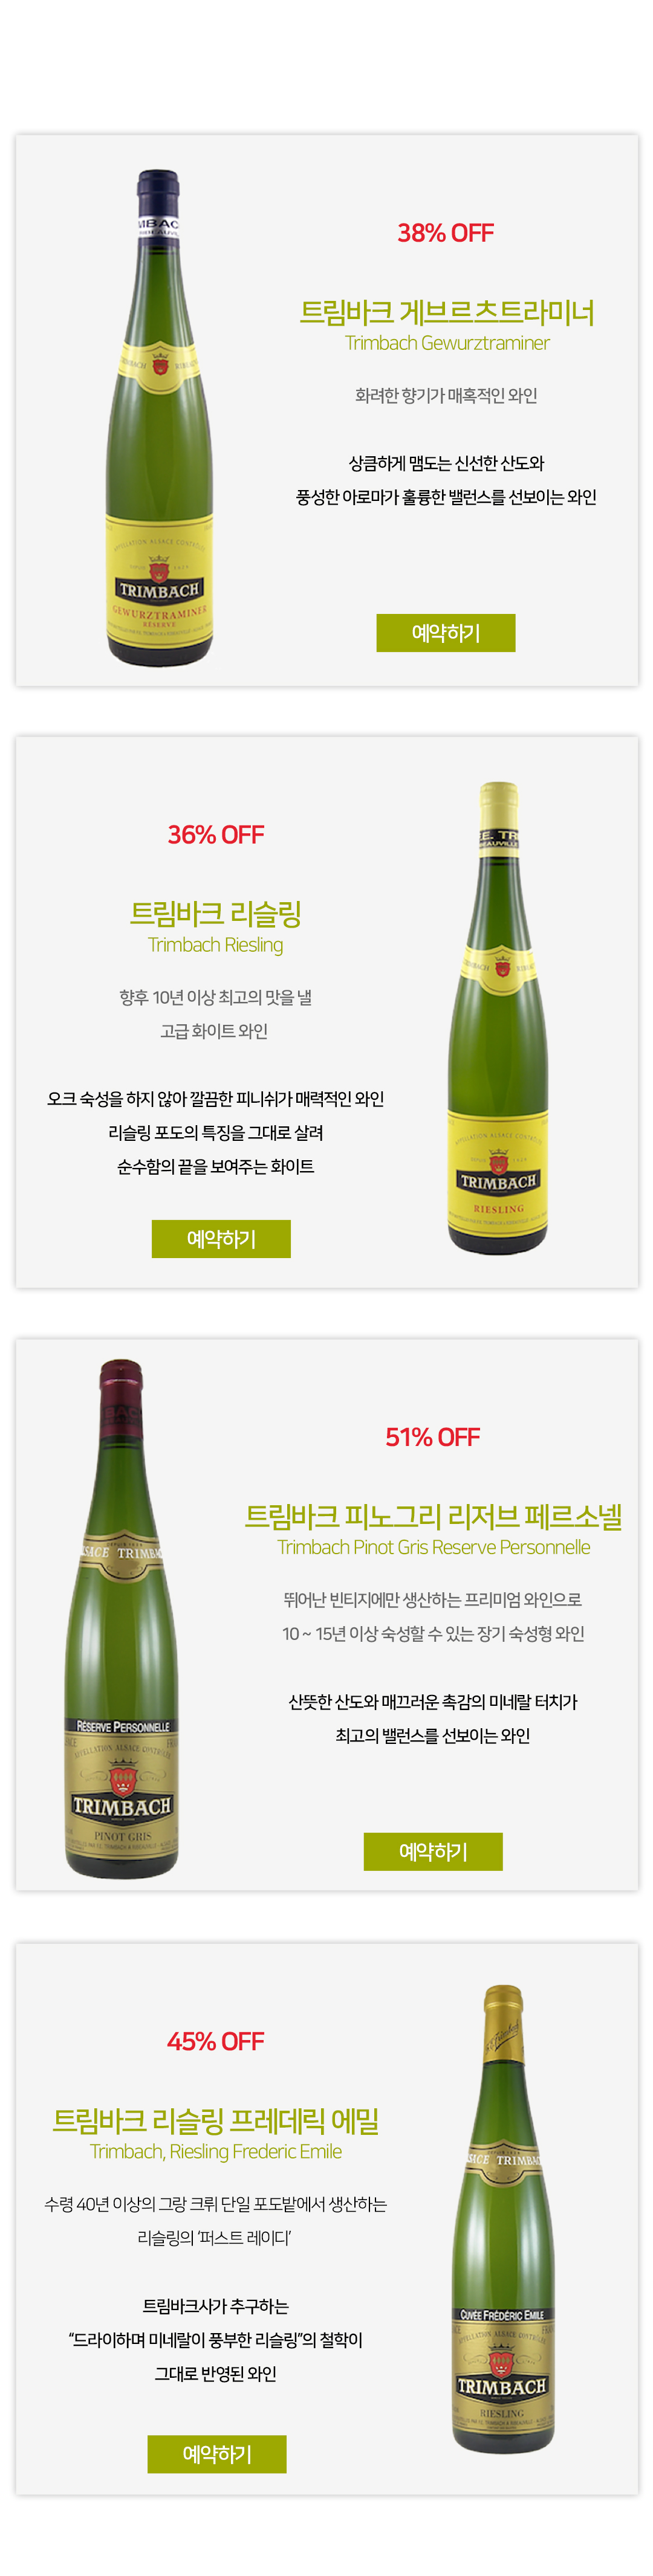 38% OFF
트림바크 게브르츠트라미너
Trimbach Gewurztraminer
화려한 향기가 매혹적인 와인
상큼하게 맴도는 신선한 산도와
풍성한 아로마가 훌륭한 밸런스를 선보이는 와인
예약하기
TRIMBACH
GEWURZTRAMINER
RESERVE
36% OFF
트림바크 리슬링
Trimbach Riesling
향후 10년 이상 최고의 맛을 낼
고급 화이트 와인
오크 숙성을 하지 않아 깔끔한 피니쉬가 매력적인 와인
리슬링 포도의 특징을 그대로 살려
순수함의 끝을 보여주는 화이트
예약하기
TRIMBACH
RIESLING
51% OFF
트림바크 피노그리 리저브 페르소넬
Trimbach Pinot Gris Reserve Personnelle
뛰어난 빈티지에만 생산하는 프리미엄 와인으로
10 ~ 15년 이상 숙성할 수 있는 장기 숙성형 와인
산뜻한 산도와 매끄러운 촉감의 미네랄 터치가
최고의 밸런스를 선보이는 와인
예약하기
RÉSERVE PERSONNELLE
APPELLATION ALSACE CONTRÔLÉE
TRIMBACH
PINOT GRIS
45% OFF
트림바크 리슬링 프레데릭 에밀
Trimbach, Riesling Frederic Emile
수령 40년 이상의 그랑 크뤼 단일 포도밭에서 생산하는
리슬링의 '퍼스트 레이디'
트림바크사가 추구하는
“드라이하며 미네랄이 풍부한 리슬링”의 철학이
그대로 반영된 와인
예약하기
CUVÉE FRÉDÉRIC EMILE
TRIMBACH
RIESLING